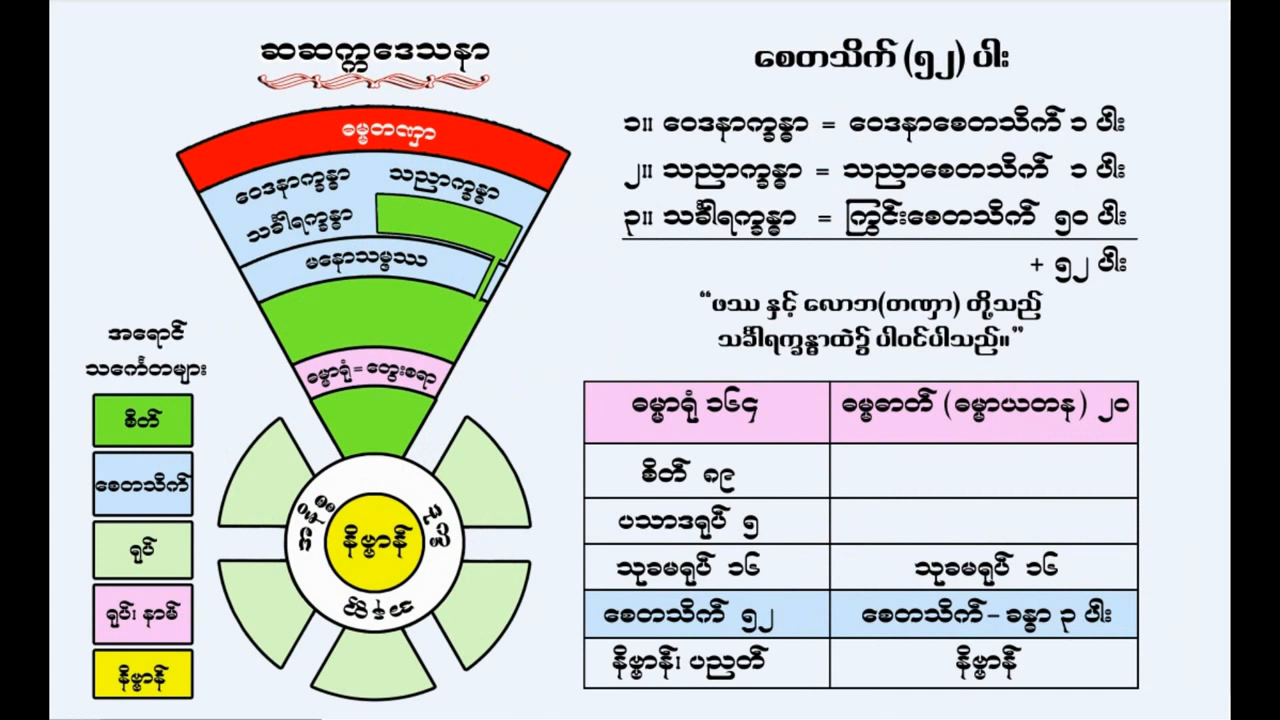 ဆဆက္ကဒေသနာ
ဓမ္မတဏှာ
ဝေဒနာက္ခန္ဓာ သညာက္ခန္ဓာ
သင်္ခါရက္ခန္ဓာ
မနောသမ္ဖဿ
ဓမ္မာရုံ = တွေးစရာ
နိဗ္ဗာန်
အရောင်
သင်္ကေတများ
စိတ်
စေတသိက်
ရုပ်
ရုပ်၊ နာမ်
နိဗ္ဗာန်
စေတသိက် (၅၂) ပါး
၁။ ဝေဒနာက္ခန္ဓာ = ဝေဒနာစေတသိက် ၁ ပါး
၂။ သညာက္ခန္ဓာ = သညာစေတသိက် ၁ ပါး
၃။ သင်္ခါရက္ခန္ဓာ = ကြွင်းစေတသိက် ၅၀ ပါး
+ ၅၂ ပါး
“ဖဿ နှင့် လောဘ(တဏှာ) တို့သည်
သင်္ခါရက္ခန္ဓာထဲ၌ ပါဝင်ပါသည်။”
ဓမ္မာရုံ ၁၆၄ ဓမ္မဓာတ် (ဓမ္မာယတန) ၂၀
စိတ် ၈၉
ပသာဒရုပ် ၅
သုခမရုပ် ၁၆ သုခမရုပ် ၁၆
စေတသိက် ၅၂ စေတသိက် – ခန္ဓာ ၃ ပါး
နိဗ္ဗာန်၊ ပညတ် နိဗ္ဗာန်